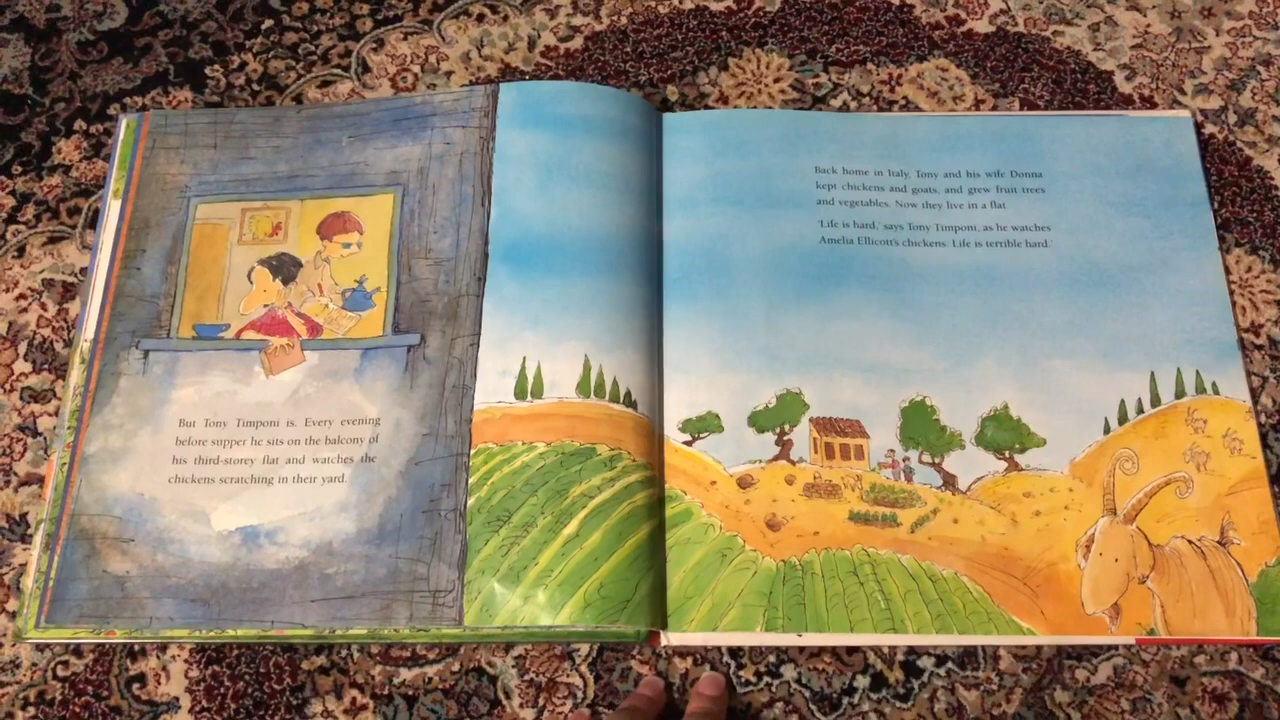 But Tony Timponi is. Every evening
before supper he sits on the balcony of
his third-storey flat and watches the
chickens scratching in their yard.
Back home in Italy, Tony and his wife Donna
kept chickens and goats, and grew fruit trees
and vegetables. Now they live in a flat.
'Life is hard,' says Tony Timponi, as he watches
Amelia Ellicott's chickens. 'Life is terrible hard.'